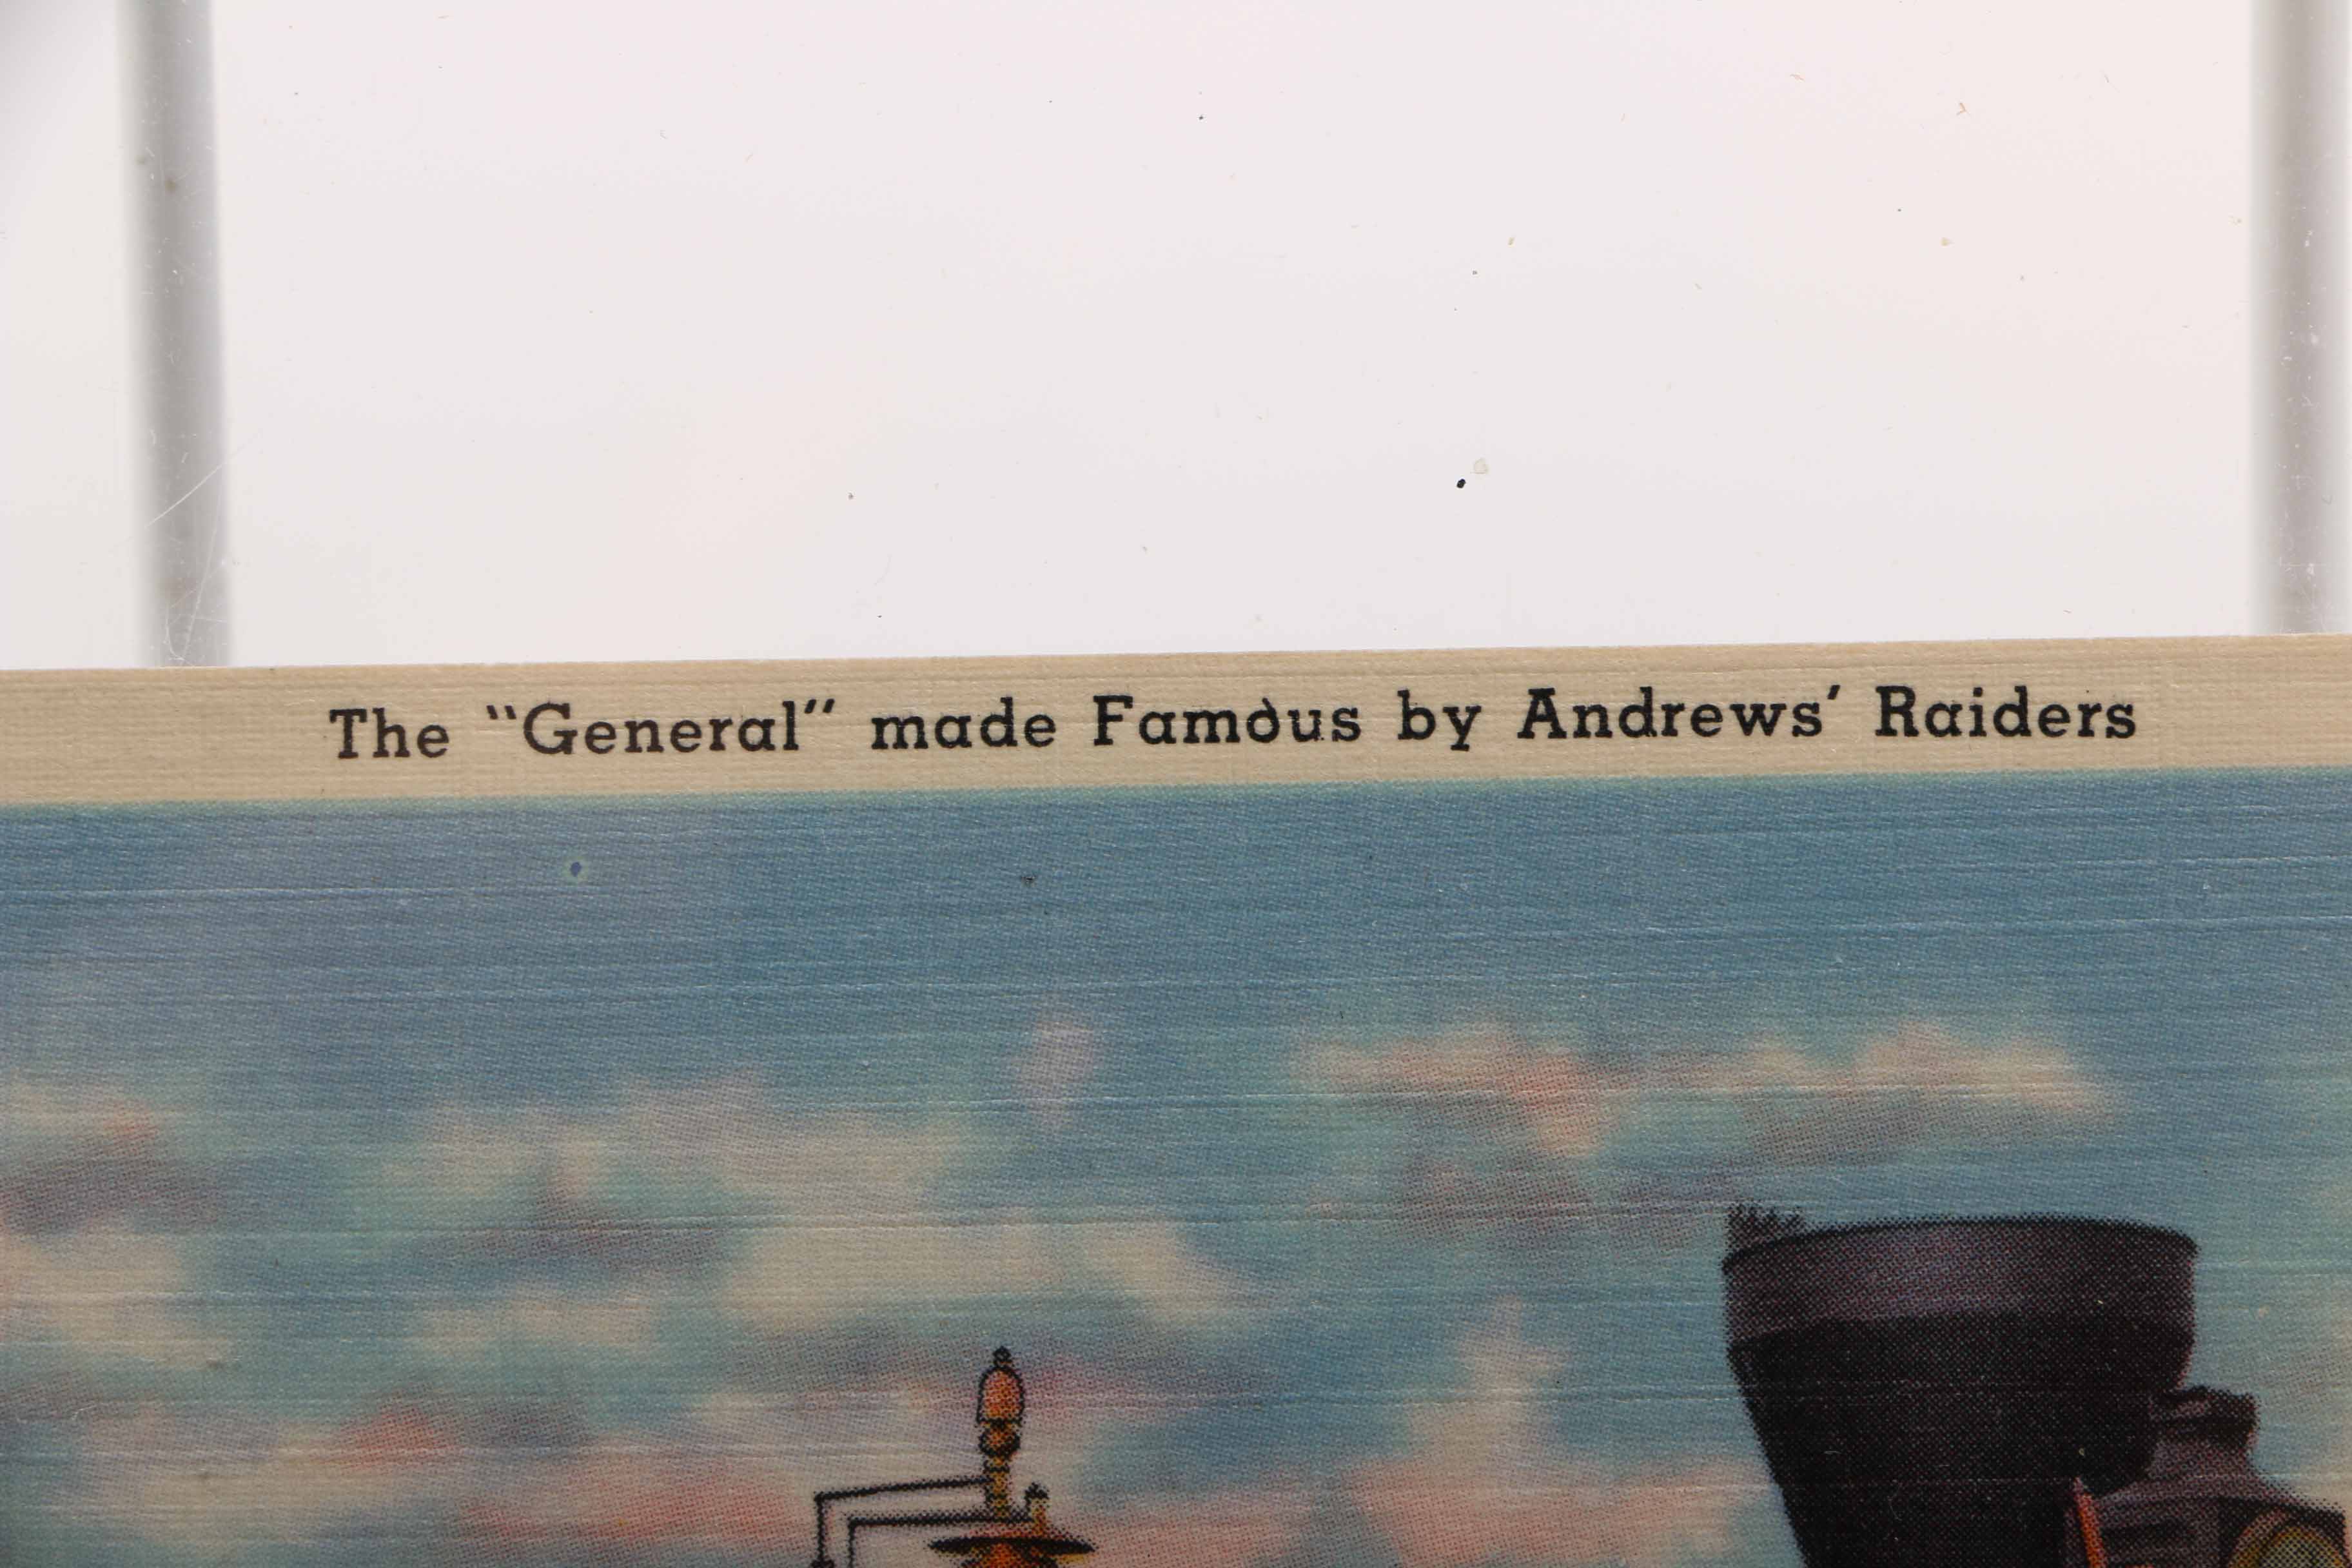 The "General" made Famous by Andrews' Raiders